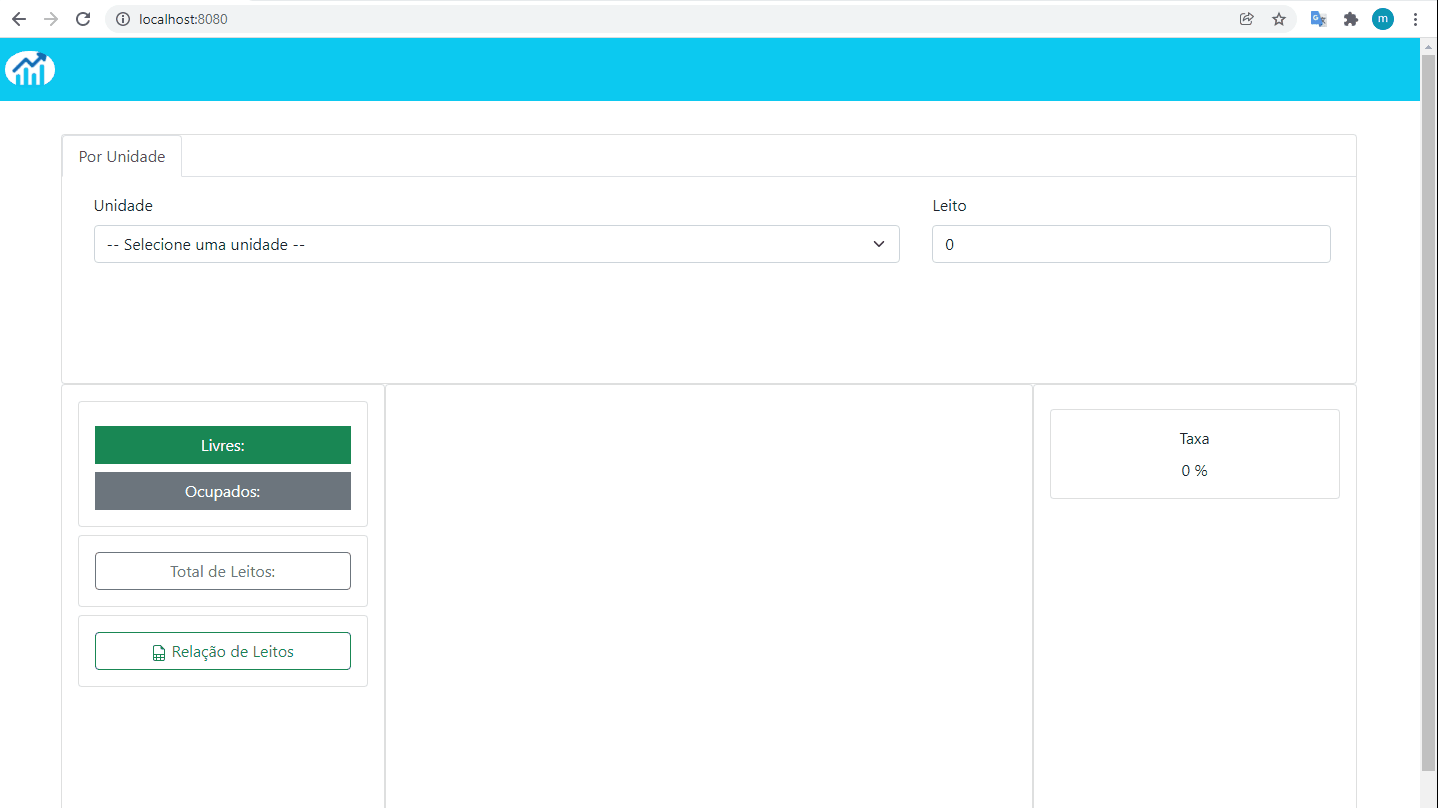 localhost:8080
m
Por Unidade
Unidade
Leito
-- Selecione uma unidade --
0
Livres:
Ocupados:
Total de Leitos:
Relação de Leitos
Taxa
0 %